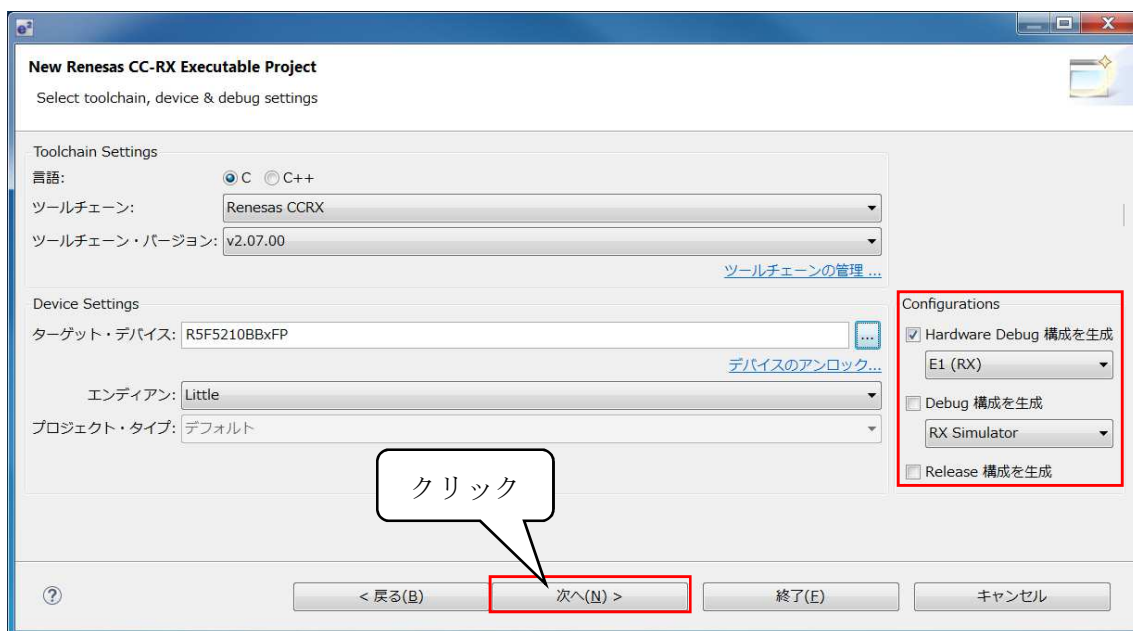 e²
New Renesas CC-RX Executable Project
Select toolchain, device & debug settings
Toolchain Settings
言語: C C++
ツールチェーン: Renesas CCRX
ツールチェーン・バージョン: v2.07.00
ツールチェーンの管理 ...
Device Settings
ターゲット・デバイス: R5F5210BBxFP ...
デバイスのアンロック...
エンディアン: Little
プロジェクト・タイプ: デフォルト
Configurations
Hardware Debug 構成を生成
E1 (RX)
Debug 構成を生成
RX Simulator
Release 構成を生成
クリック
? < 戻る(B) 次へ(N) > 終了(F) キャンセル